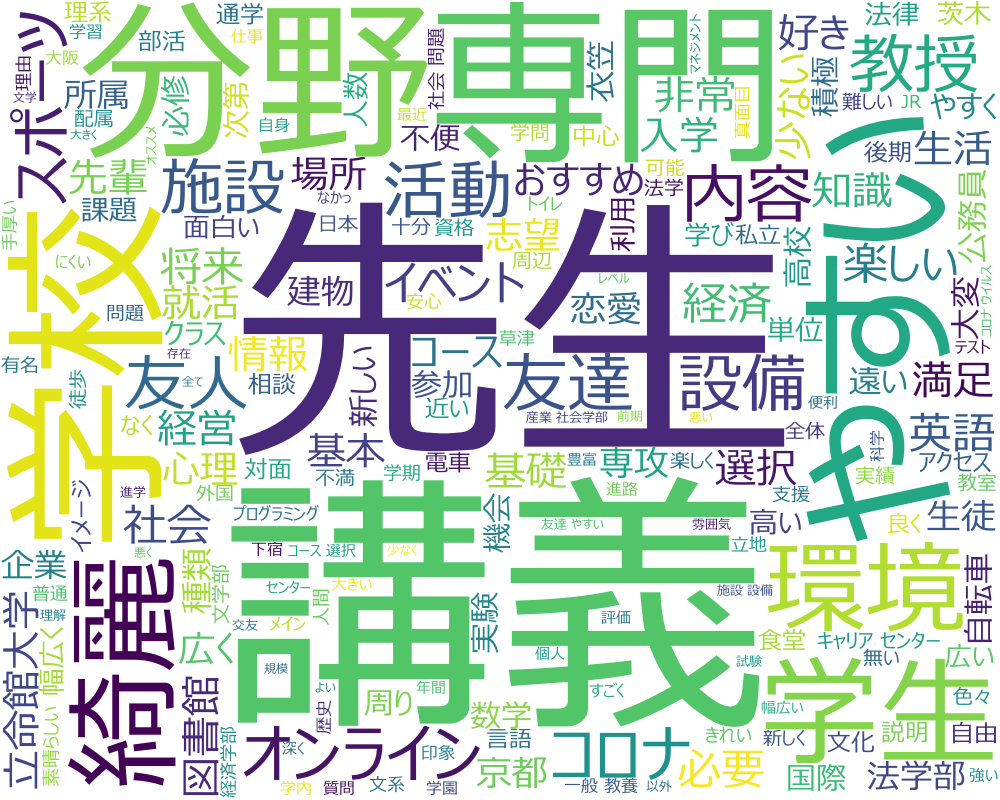 理系
学習
通学
仕事
部活
大阪
理由
文学
スポーツ
所属
配属
大きく
オススメ
必修
次第
自身
人数
最近
分野
専門
社会 問題
マネジメント
衣笠
不便
学問
中心
非常
入学
真面目
可能
法学
好き
積極
少ない
法律
茨木
教授
難しい
JR
やすく
後期
生活
先輩
課題
手厚い
にくい
施設
場所
なかっ
面白い
日本
活動
十分
資格
おすすめ
トイレ
志望
周辺
利用
内容
学び
私立
知識
高校
公務員
楽しい
コロナ ウイルス
学校
将来
就活
問題
クラス
建物
イベント
安心
先生
恋愛
レベル
経済
単位
大変
テスト
やすい
有名
徒歩
存在
全て
友人
情報
相談
新しい
コース
参加
近い
草津
友達
設備
産業 社会学部
前期
悪い
全体
便利
遠い
満足
なく
経営
心理
対面
基本
不満
電車
学期
基礎
豊富
専攻
楽しく
選択
英語
アクセス
科学
実績
教室
イメージ
進学
外国
社会
悪く
プログラミング
機会
進路
支援
友達 やすい
雰囲気
高い
立地
良く
生徒
企業
普通
理解
綺麗
種類
文学部
下宿
コース 選択
少なく
センター
大きい
人間
講義
実験
施設 設備
環境
自転車
立命館大学
幅広く
素晴らしい
広く
交友
メイン
評価
個人
試験
食堂
キャリア センター
無い
広い
図書館
経済学部
規模
よい
周り
年間
歴史
すごく
数学
言語
学生
幅広い
色々
きれい
説明
新しく
文化
自由
オンライン
深く
印象
学内
質問
文系
学園
京都
コロナ
一般 教養
以外
必要
国際
法学部
強い